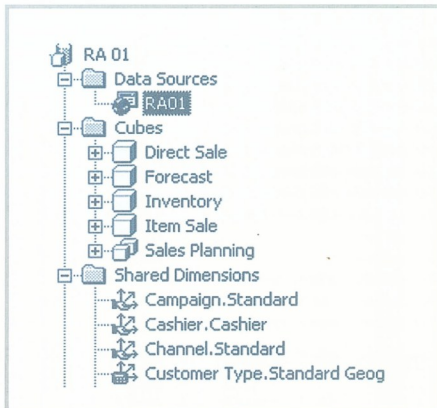 RA 01
Data Sources
RA01
Cubes
Direct Sale
Forecast
Inventory
Item Sale
Sales Planning
Shared Dimensions
Campaign.Standard
Cashier.Cashier
Channel.Standard
Customer Type.Standard Geog